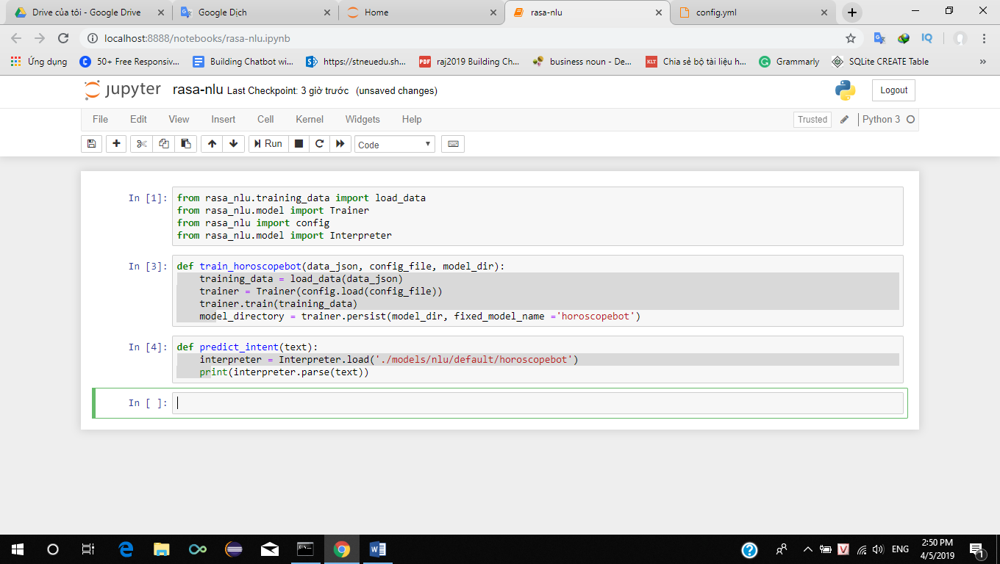 Drive của tôi - Google Drive
Google Dịch
Home
rasa-nlu
config.yml
localhost:8888/notebooks/rasa-nlu.ipynb
Ứng dụng
50+ Free Responsiv...
Building Chatbot wi...
https://stneuedu.sh...
PDF raj2019 Building Ch...
business noun - De...
KLT Chia sẻ bộ tài liệu h...
Grammarly
SQLite CREATE Table
»
jupyter rasa-nlu Last Checkpoint: 3 giờ trước (unsaved changes)
Logout
File Edit View Insert Cell Kernel Widgets Help
Trusted Python 3
Run Code
In [1]: from rasa_nlu.training_data import load_data
from rasa_nlu.model import Trainer
from rasa_nlu import config
from rasa_nlu.model import Interpreter
In [3]: def train_horoscopebot(data_json, config_file, model_dir):
training_data = load_data(data_json)
trainer = Trainer(config.load(config_file))
trainer.train(training_data)
model_directory = trainer.persist(model_dir, fixed_model_name ='horoscopebot')
In [4]: def predict_intent(text):
interpreter = Interpreter.load('./models/nlu/default/horoscopebot')
print(interpreter.parse(text))
In [ ]:
ENG
2:50 PM
4/5/2019
1